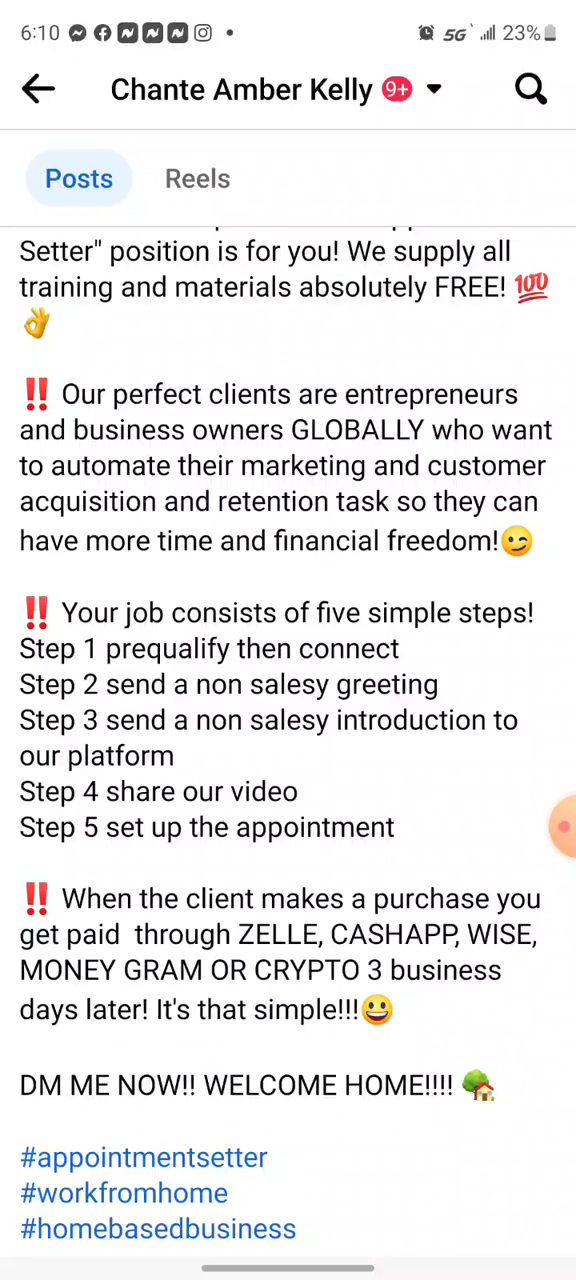 6:10
5G 23%
Chante Amber Kelly 9+
Posts Reels
Setter" position is for you! We supply all
training and materials absolutely FREE! 💯
👌
‼️ Our perfect clients are entrepreneurs
and business owners GLOBALLY who want
to automate their marketing and customer
acquisition and retention task so they can
have more time and financial freedom!😉
‼️ Your job consists of five simple steps!
Step 1 prequalify then connect
Step 2 send a non salesy greeting
Step 3 send a non salesy introduction to
our platform
Step 4 share our video
Step 5 set up the appointment
‼️ When the client makes a purchase you
get paid  through ZELLE, CASHAPP, WISE,
MONEY GRAM OR CRYPTO 3 business
days later! It's that simple!!!😀
DM ME NOW!! WELCOME HOME!!!! 🏡
#appointmentsetter
#workfromhome
#homebasedbusiness